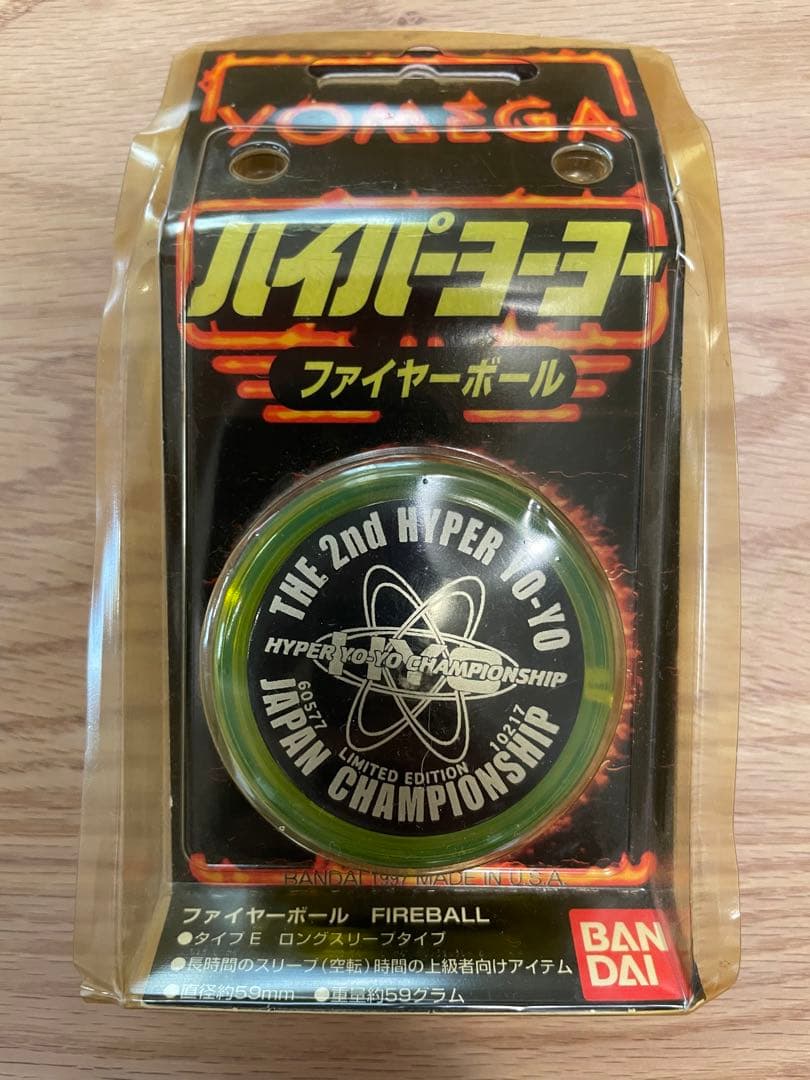 YOMEGA
ハイパーヨーヨー
ファイヤーボール
THE 2nd HYPER YO-YO
HYC
HYPER YO-YO CHAMPIONSHIP
60577
10217
LIMITED EDITION
JAPAN CHAMPIONSHIP
BANDAI 1997 MADE IN U.S.A.
ファイヤーボール FIREBALL
●タイプE ロングスリープタイプ
●長時間のスリープ(空転)時間の上級者向けアイテム
●直径約59mm ●重量約59グラム
BAN
DAI